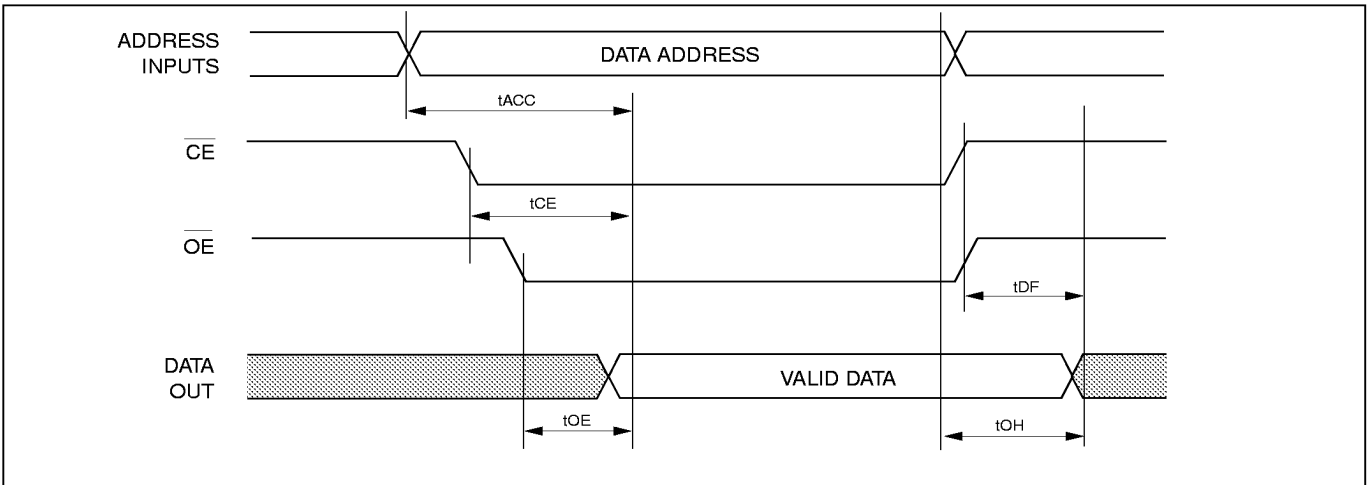 ADDRESS
INPUTS
DATA ADDRESS
tACC
CE
tCE
OE
tDF
DATA
OUT
VALID DATA
tOE
tOH